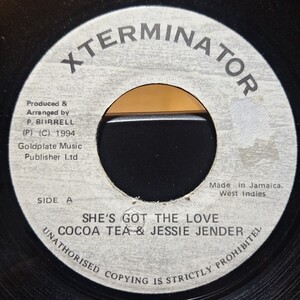 XTERMINATOR
Produced &
Arranged by
P. BURRELL
(P) (C) 1994
Goldplate Music
Publisher Ltd
Made in Jamaica,
West Indies
SIDE A
SHE'S GOT THE LOVE
COCOA TEA & JESSIE JENDER
UNAUTHORISED COPYING IS STRICTLY PROHIBITEL